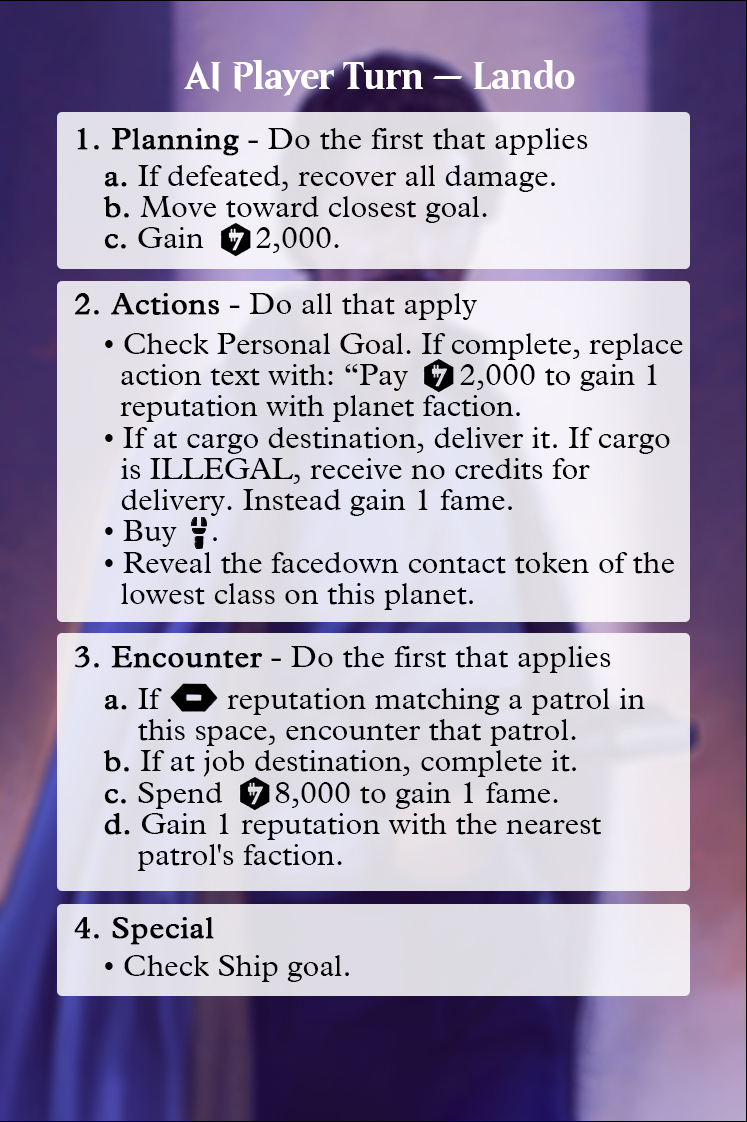 AI Player Turn — Lando
1. Planning - Do the first that applies
a. If defeated, recover all damage.
b. Move toward closest goal.
c. Gain 2,000.
2. Actions - Do all that apply
• Check Personal Goal. If complete, replace
action text with: “Pay 2,000 to gain 1
reputation with planet faction.
• If at cargo destination, deliver it. If cargo
is ILLEGAL, receive no credits for
delivery. Instead gain 1 fame.
• Buy .
• Reveal the facedown contact token of the
lowest class on this planet.
3. Encounter - Do the first that applies
a. If reputation matching a patrol in
this space, encounter that patrol.
b. If at job destination, complete it.
c. Spend 8,000 to gain 1 fame.
d. Gain 1 reputation with the nearest
patrol's faction.
4. Special
• Check Ship goal.